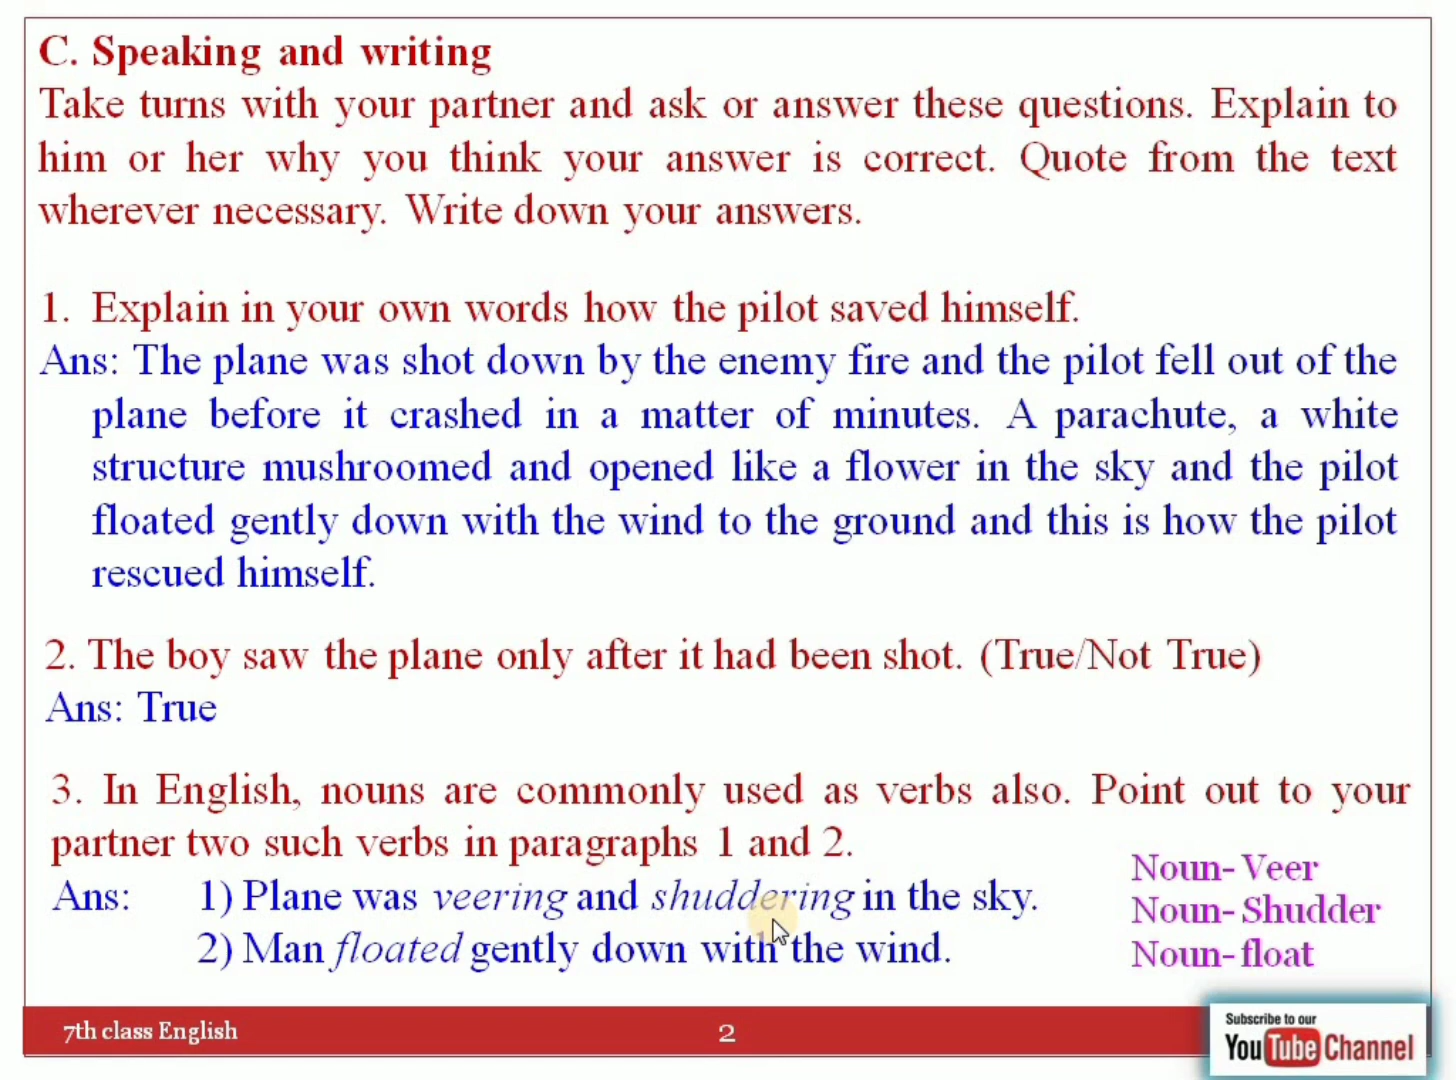 C. Speaking and writing
Take turns with your partner and ask or answer these questions. Explain to
him or her why you think your answer is correct. Quote from the text
wherever necessary. Write down your answers.
1. Explain in your own words how the pilot saved himself.
Ans: The plane was shot down by the enemy fire and the pilot fell out of the
plane before it crashed in a matter of minutes. A parachute, a white
structure mushroomed and opened like a flower in the sky and the pilot
floated gently down with the wind to the ground and this is how the pilot
rescued himself.
2. The boy saw the plane only after it had been shot. (True/Not True)
Ans: True
3. In English, nouns are commonly used as verbs also. Point out to your
partner two such verbs in paragraphs 1 and 2.
Ans: 1) Plane was veering and shuddering in the sky.
2) Man floated gently down with the wind.
Noun- Veer
Noun- Shudder
Noun- float
7th class English
2
Subscribe to our
YouTube Channel